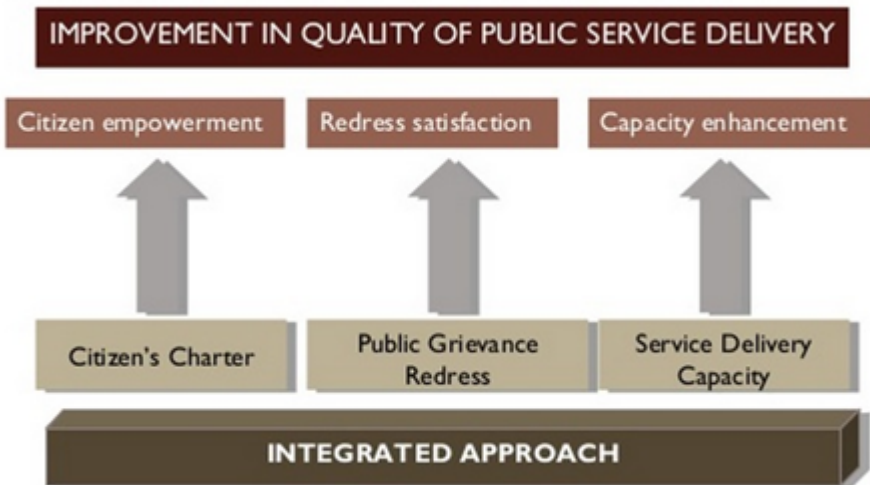 IMPROVEMENT IN QUALITY OF PUBLIC SERVICE DELIVERY
Citizen empowerment
Redress satisfaction
Capacity enhancement
Citizen's Charter
Public Grievance
Redress
Service Delivery
Capacity
INTEGRATED APPROACH